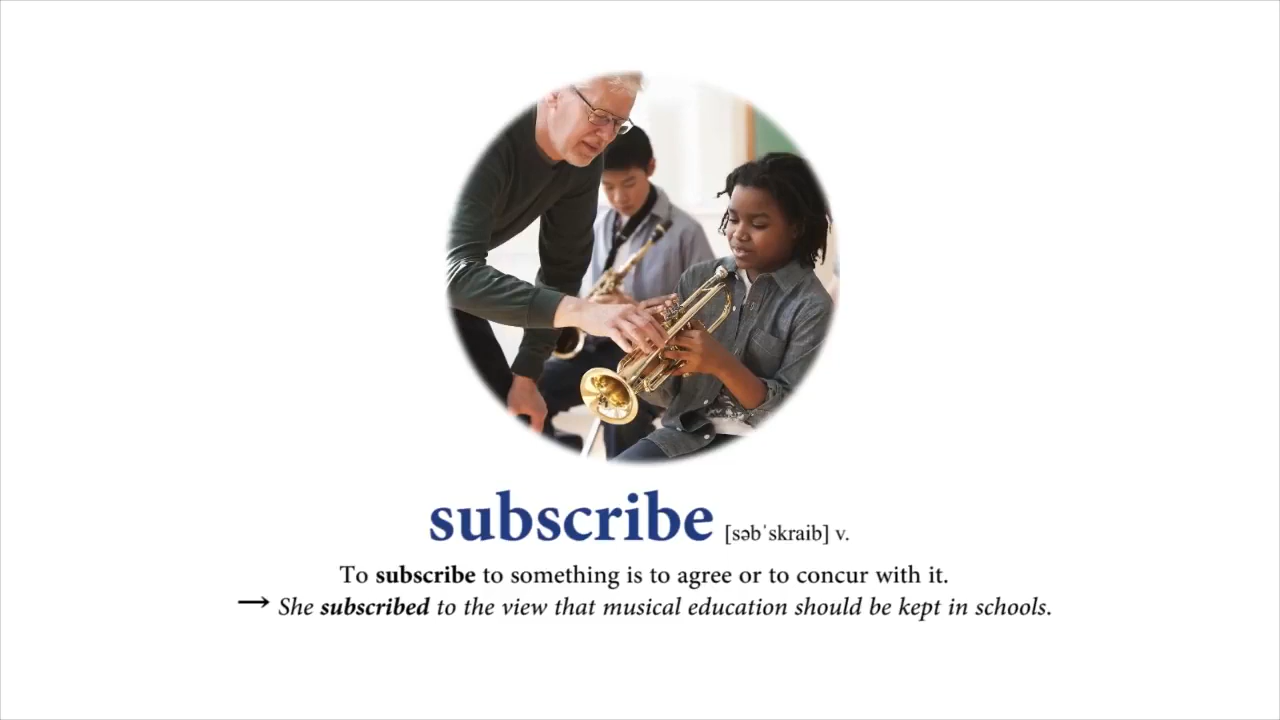 subscribe [səbˈskraib] v.
To subscribe to something is to agree or to concur with it.
→ She subscribed to the view that musical education should be kept in schools.